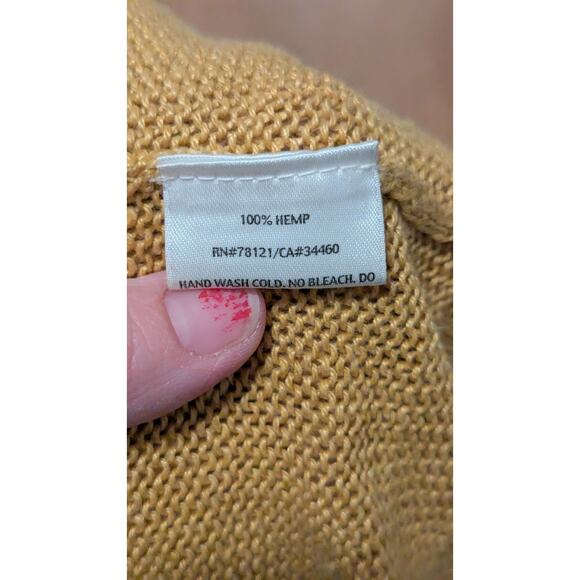 100% HEMP
RN#78121/CA#34460
HAND WASH COLD. NO BLEACH. DO